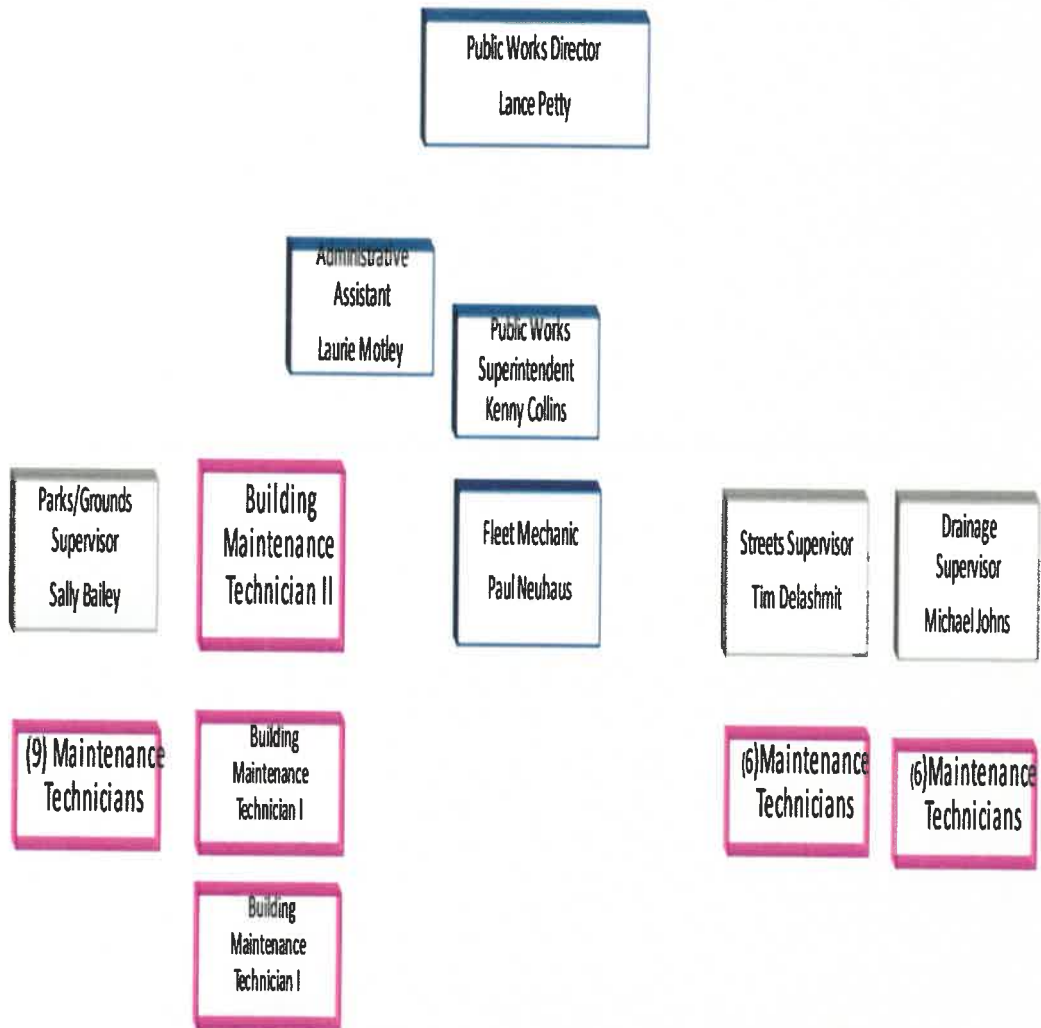 Public Works Director
Lance Petty
Administrative
Assistant
Laurie Motley
Public Works
Superintendent
Kenny Collins
Parks/Grounds
Supervisor
Sally Bailey
Building
Maintenance
Technician II
Fleet Mechanic
Paul Neuhaus
Streets Supervisor
Tim Delashmit
Drainage
Supervisor
Michael Johns
(9) Maintenance
Technicians
Building
Maintenance
Technician I
(6)Maintenance
Technicians
(6)Maintenance
Technicians
Building
Maintenance
Technician I